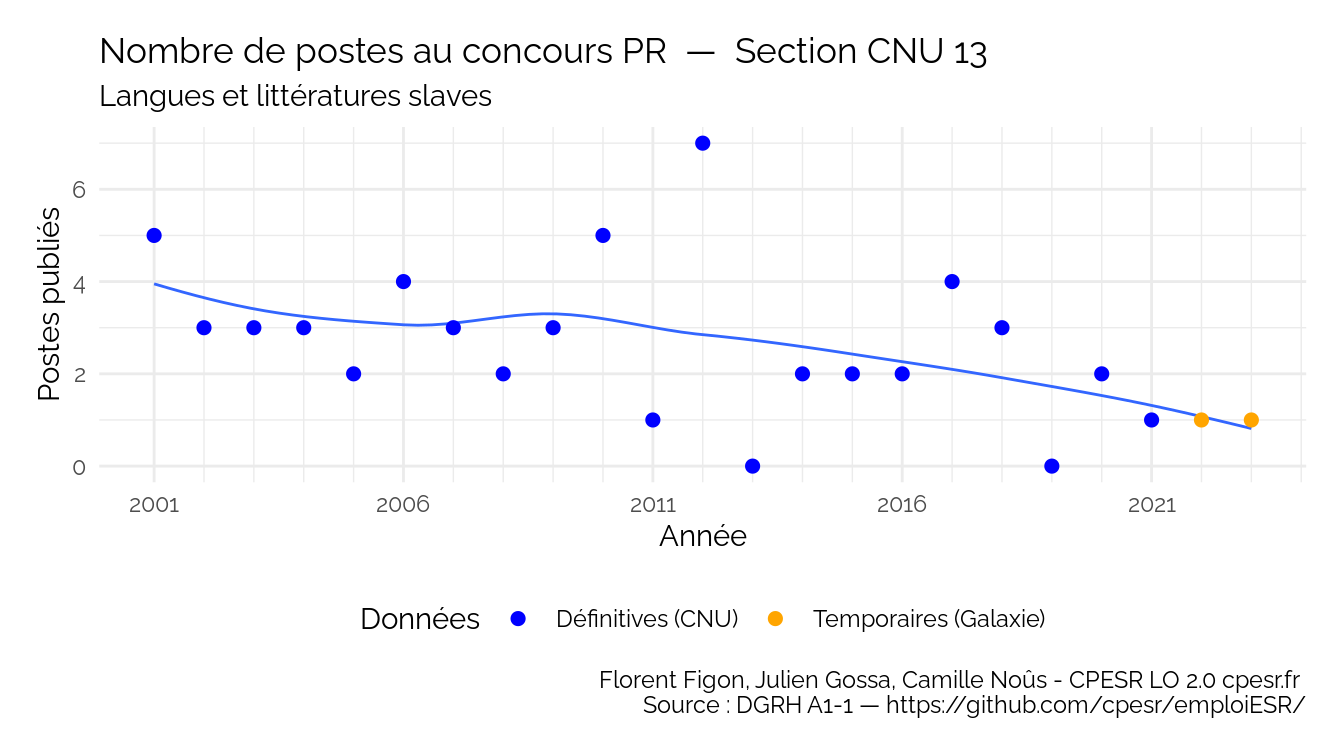 Nombre de postes au concours PR — Section CNU 13
Langues et littératures slaves
Postes publiés
6
4
2
0
2001 2006 2011 2016 2021
Année
Données Définitives (CNU) Temporaires (Galaxie)
Florent Figon, Julien Gossa, Camille Noûs - CPESR LO 2.0 cpesr.fr
Source : DGRH A1-1 — https://github.com/cpesr/emploiESR/